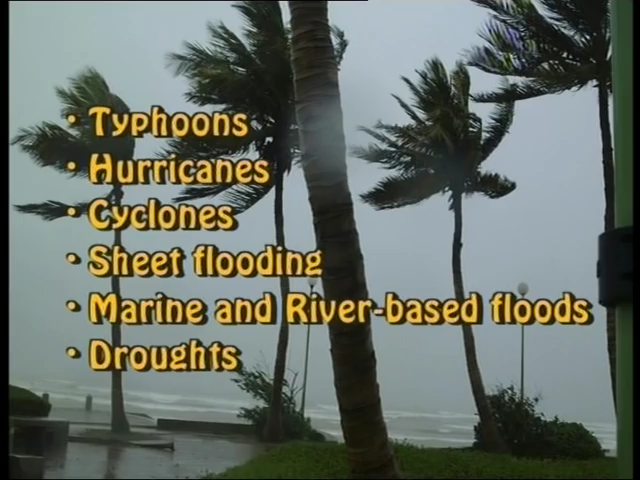 • Typhoons
• Hurricanes
• Cyclones
• Sheet flooding
• Marine and River-based floods
• Droughts